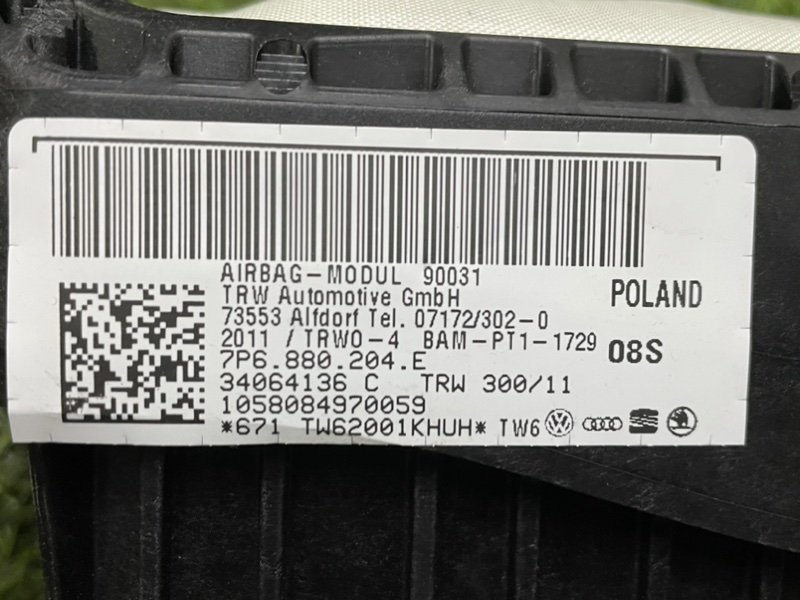 AIRBAG-MODUL 90031
TRW Automotive GmbH
73553 Alfdorf Tel. 07172/302-0
2011 / TRWO-4 BAM-PT1-1729
7P6.880.204.E
34064136 C TRW 300/11
1058084970059
*671 TW62001KHUH* TW6
POLAND
08S